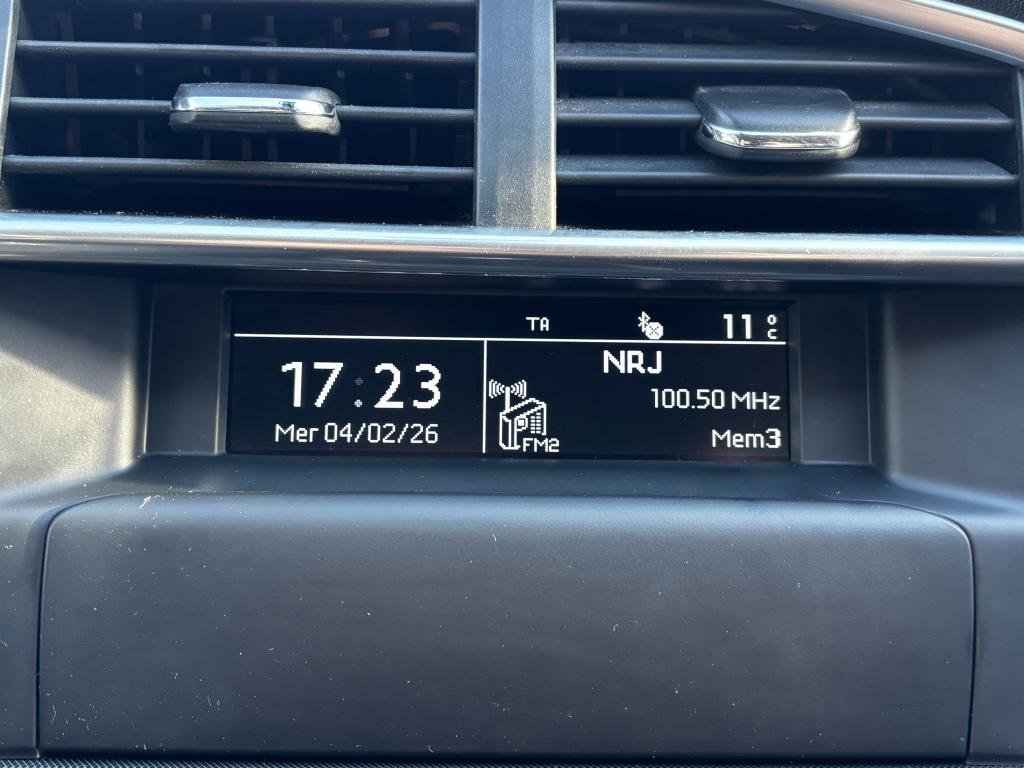 TA 11 °C
17:23
Mer 04/02/26
NRJ
100.50 MHz
FM2
Mem3